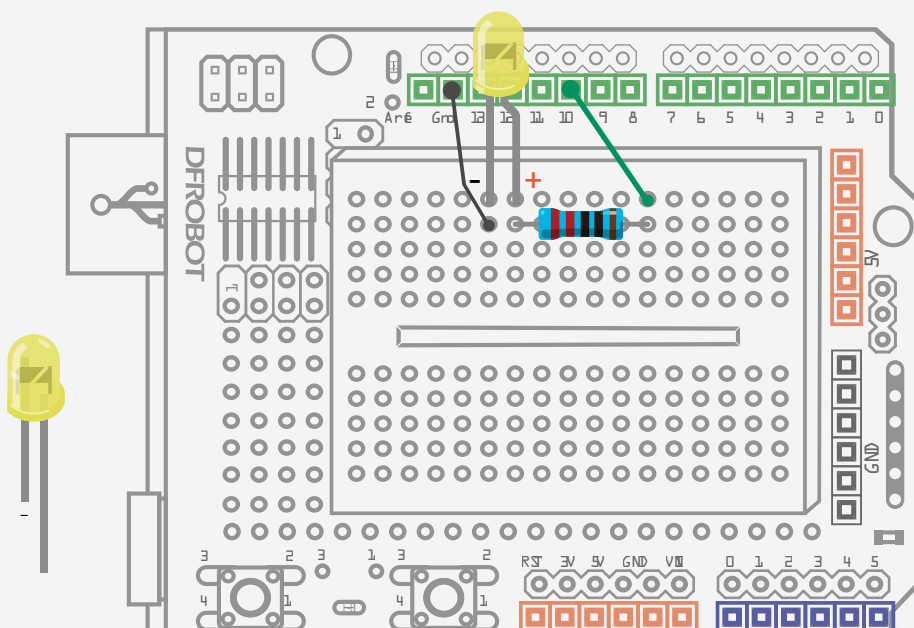 2
Gnd 13 12 11 10 9 8
7 6 5 4 3 2 1 0
1
DFROBOT
- +
5V
1
GND
-
3 2 3 1 3 2
4 1 4 1
RST 3V 5V GND VIN
0 1 2 3 4 5